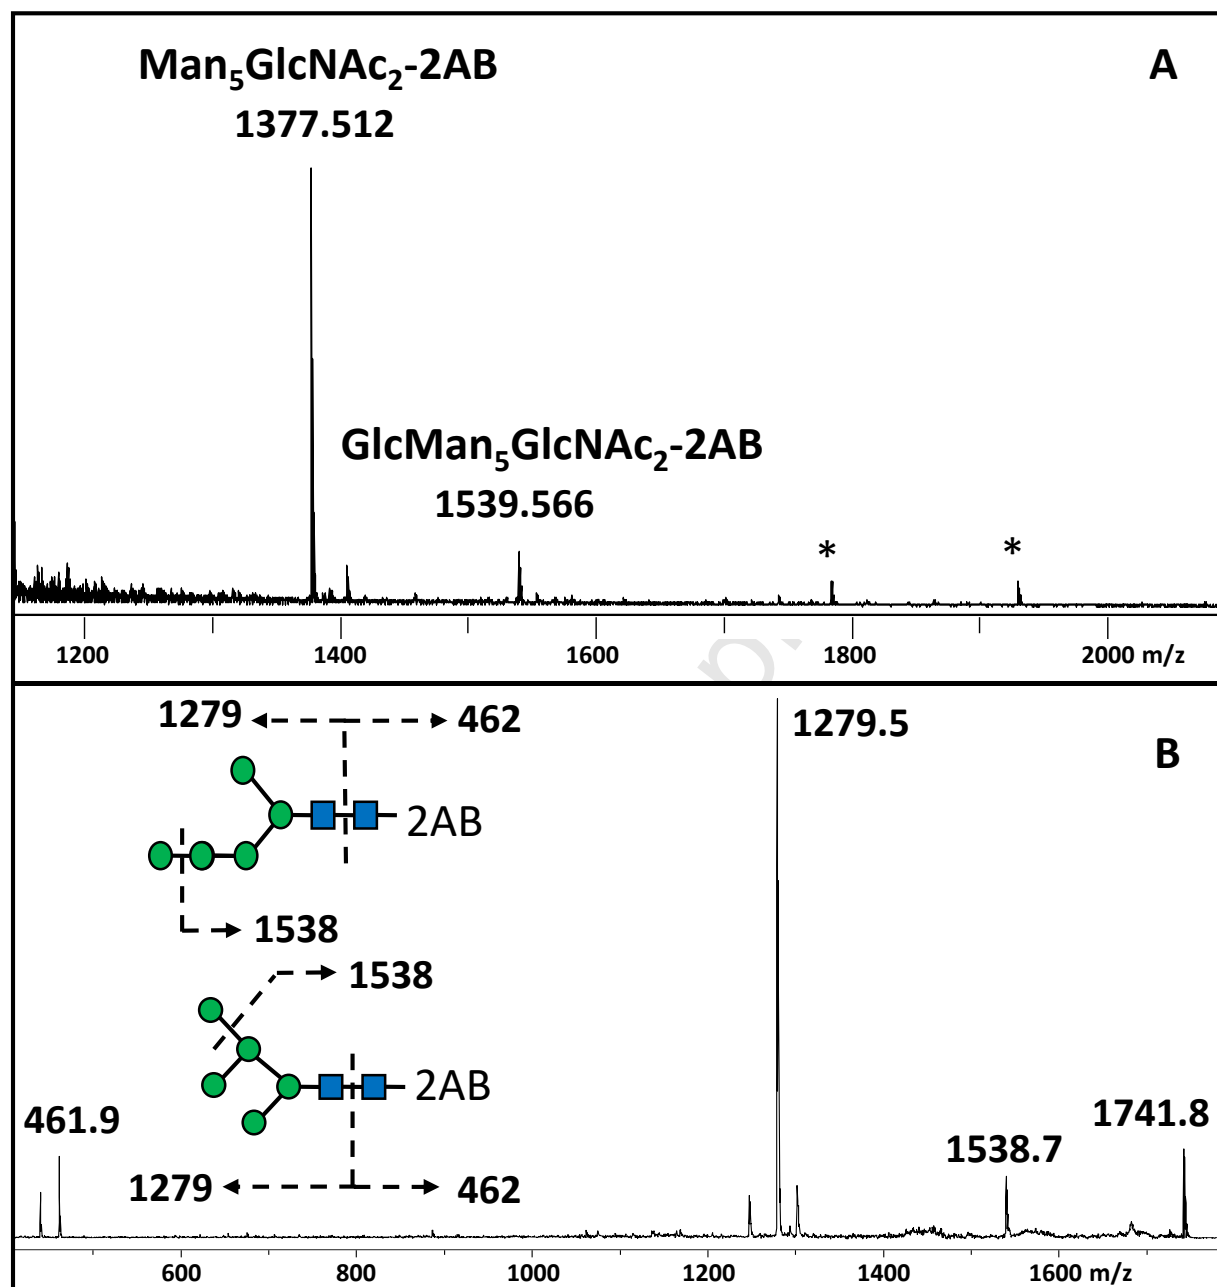 Man₅GlcNAc₂-2AB
A
1377.512
GlcMan₅GlcNAc₂-2AB
1539.566
* *
1200 1400 1600 1800 2000 m/z
1279 462
1279.5
B
2AB
1538
1538
2AB
461.9
1741.8
1538.7
1279 462
600 800 1000 1200 1400 1600 m/z